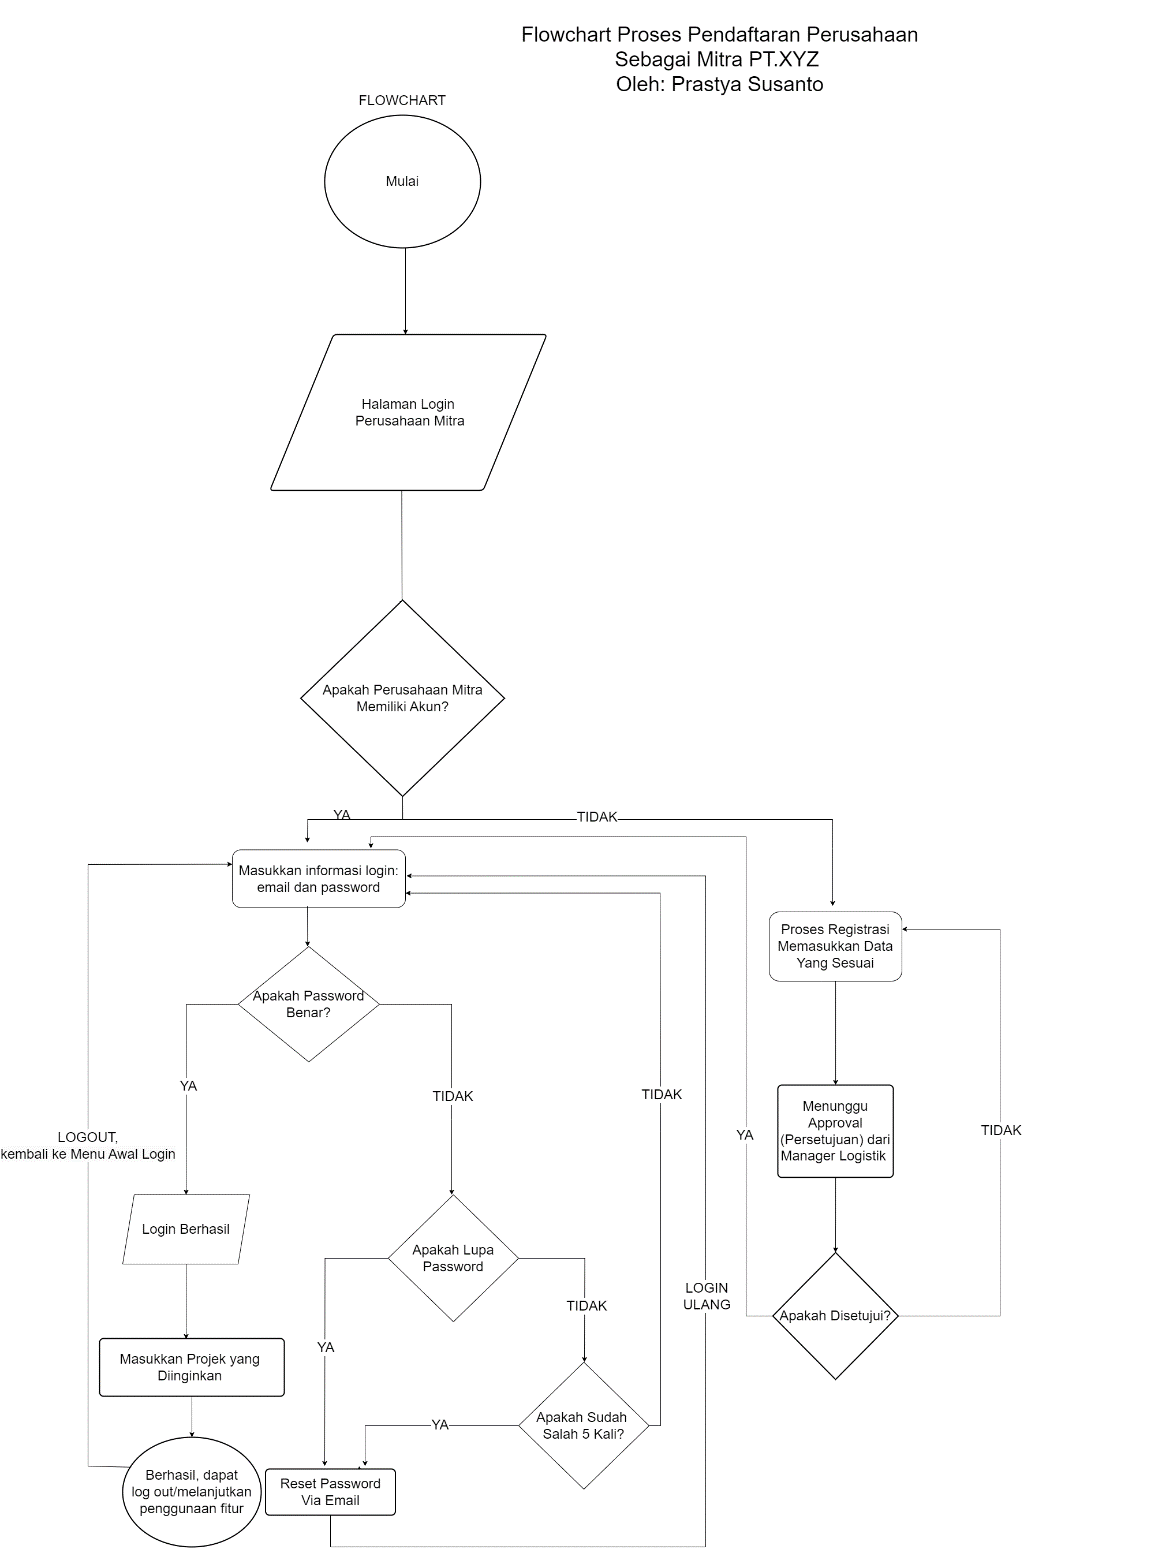 Flowchart Proses Pendaftaran Perusahaan
Sebagai Mitra PT.XYZ
Oleh: Prastya Susanto
FLOWCHART
Mulai
Halaman Login
Perusahaan Mitra
Apakah Perusahaan Mitra
Memiliki Akun?
YA
TIDAK
Masukkan informasi login:
email dan password
Proses Registrasi
Memasukkan Data
Yang Sesuai
Apakah Password
Benar?
YA
TIDAK
TIDAK
YA
Menunggu
Approval
(Persetujuan) dari
Manager Logistik
TIDAK
LOGOUT,
kembali ke Menu Awal Login
Login Berhasil
Apakah Lupa
Password
TIDAK
LOGIN
ULANG
Apakah Disetujui?
YA
Masukkan Projek yang
Diinginkan
Apakah Sudah
Salah 5 Kali?
YA
Berhasil, dapat
log out/melanjutkan
penggunaan fitur
Reset Password
Via Email